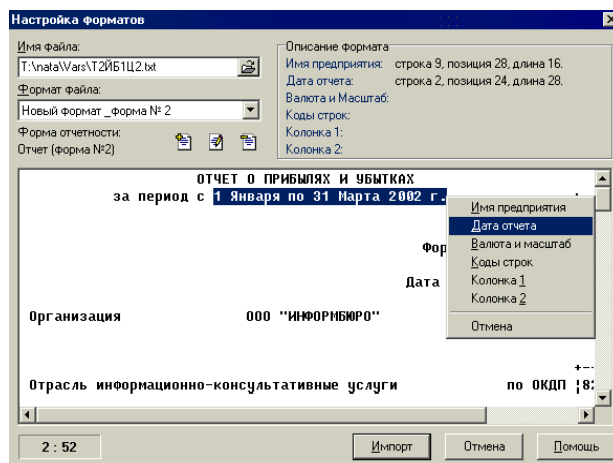 Настройка форматов
Имя файла:
T:\nata\Vars\Т2ЙБ1Ц2.txt
Формат файла:
Новый формат _форма № 2
Форма отчетности:
Отчет (форма №2)
Описание формата
Имя предприятия: строка 9, позиция 28, длина 16.
Дата отчета: строка 2, позиция 24, длина 28.
Валюта и Масштаб:
Коды строк:
Колонка 1:
Колонка 2:
ОТЧЕТ О ПРИБЫЛЯХ И УБЫТКАХ
за период с 1 Января по 31 Марта 2002 г.
Фор
Дата
Организация ООО "ИНФОРМБЮРО"
Отрасль информационно-консультативные услуги по ОКДП ¦82
Имя предприятия
Дата отчета
Валюта и масштаб
Коды строк
Колонка 1
Колонка 2
Отмена
2 : 52
Импорт
Отмена
Помощь